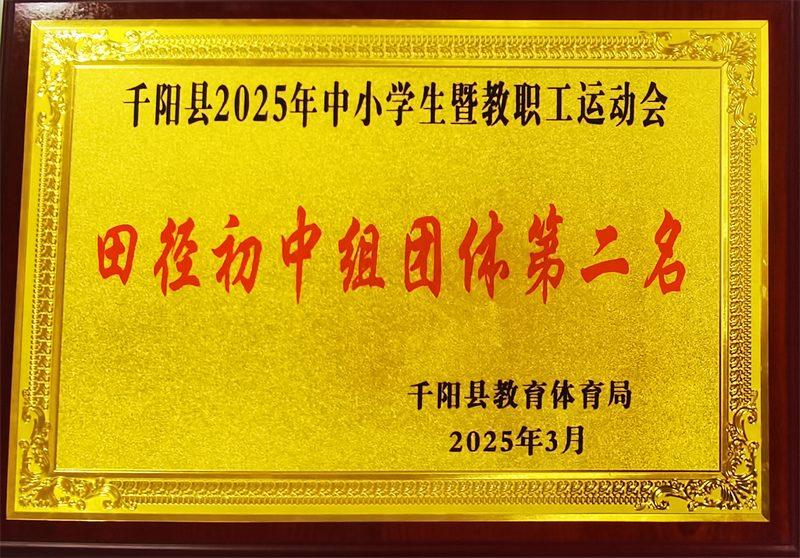 千阳县2025年中小学生暨教职工运动会
田径初中组团体第二名
千阳县教育体育局
2025年3月